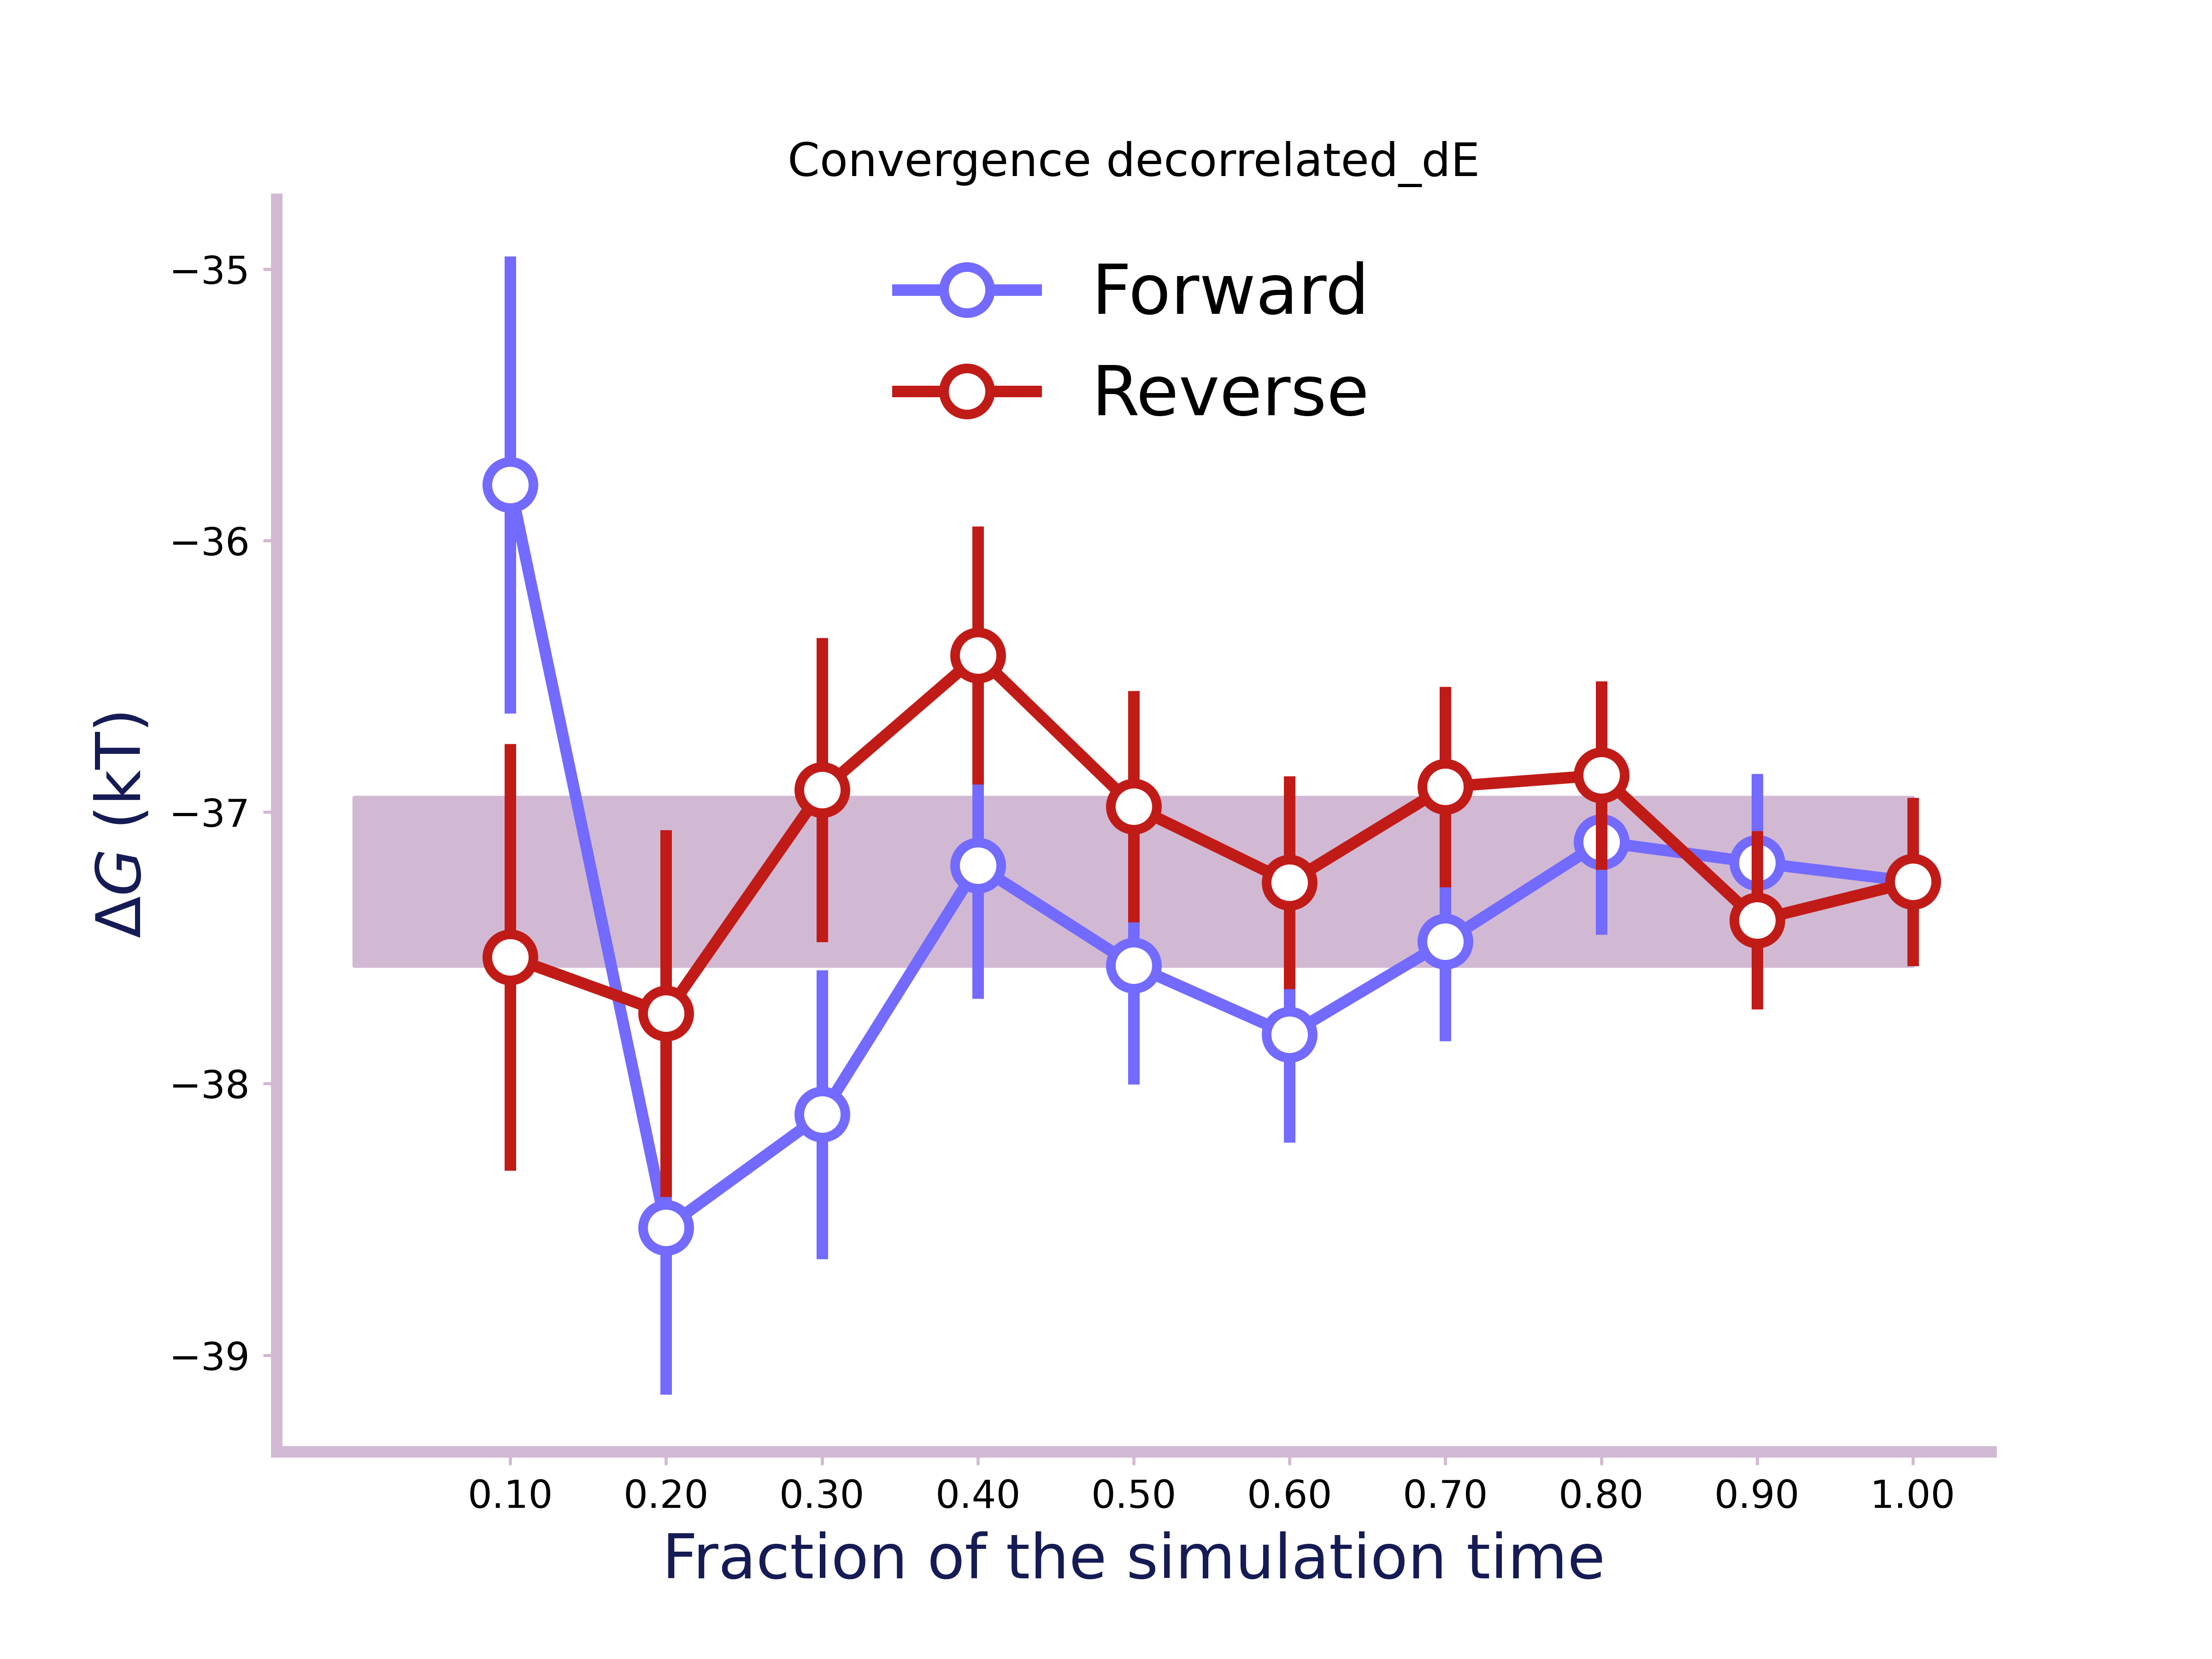 Convergence decorrelated_dE
Forward
Reverse
−35
−36
−37
−38
−39
ΔG (kT)
0.10 0.20 0.30 0.40 0.50 0.60 0.70 0.80 0.90 1.00
Fraction of the simulation time